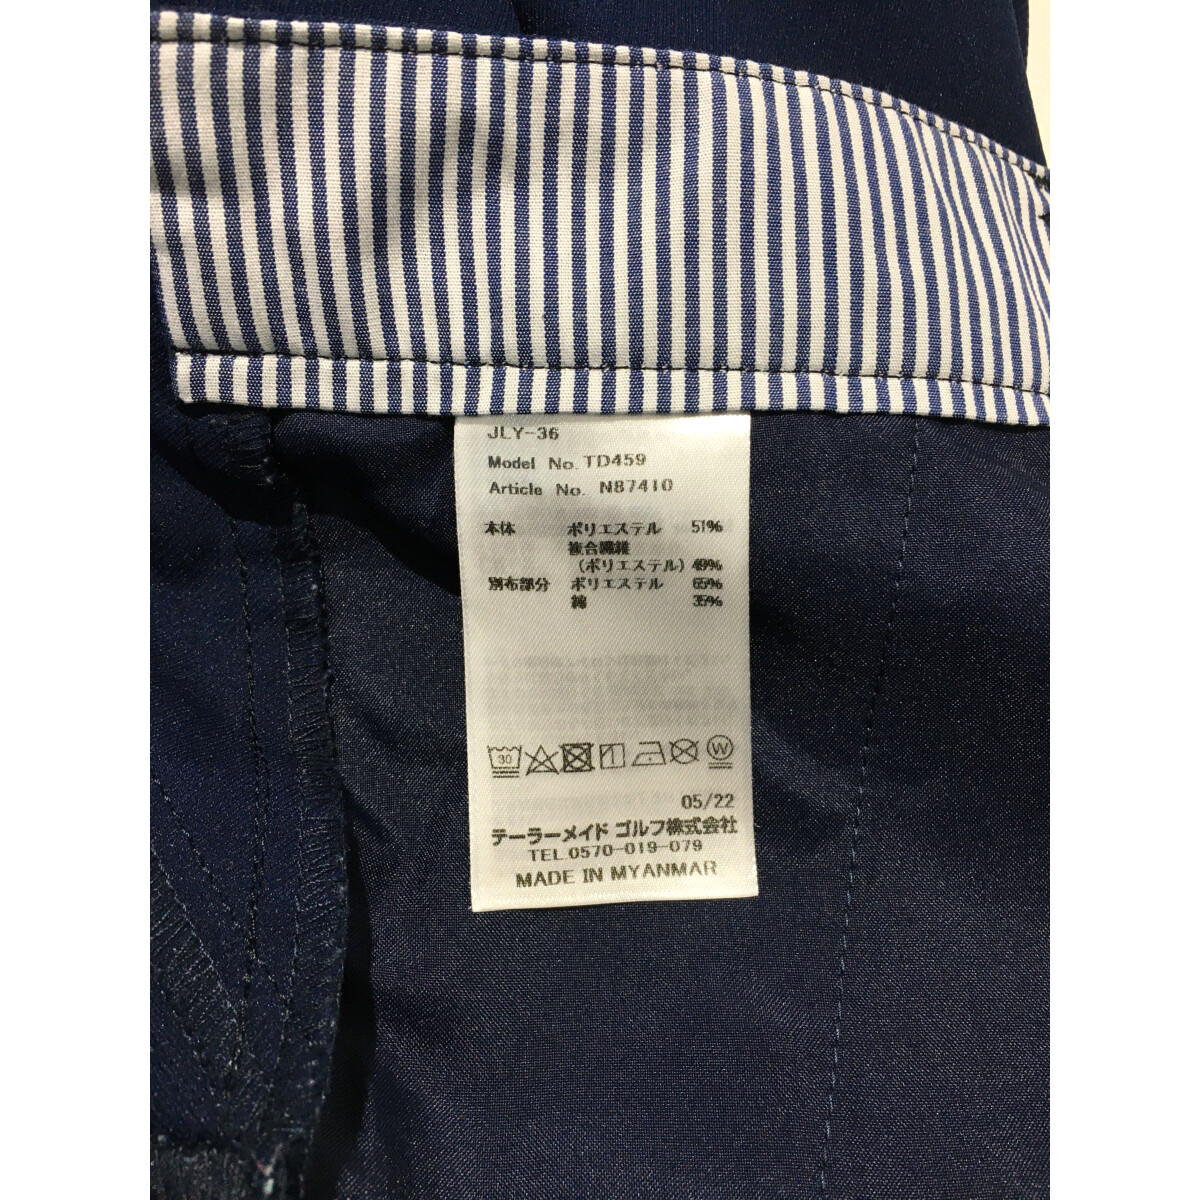 JLY-36
Model No. TD459
Article No. N87410
本体 ポリエステル 51%
複合繊維
(ポリエステル) 49%
別布部分 ポリエステル 65%
綿 35%
30
W
05/22
テーラーメイド ゴルフ株式会社
TEL 0570-019-079
MADE IN MYANMAR